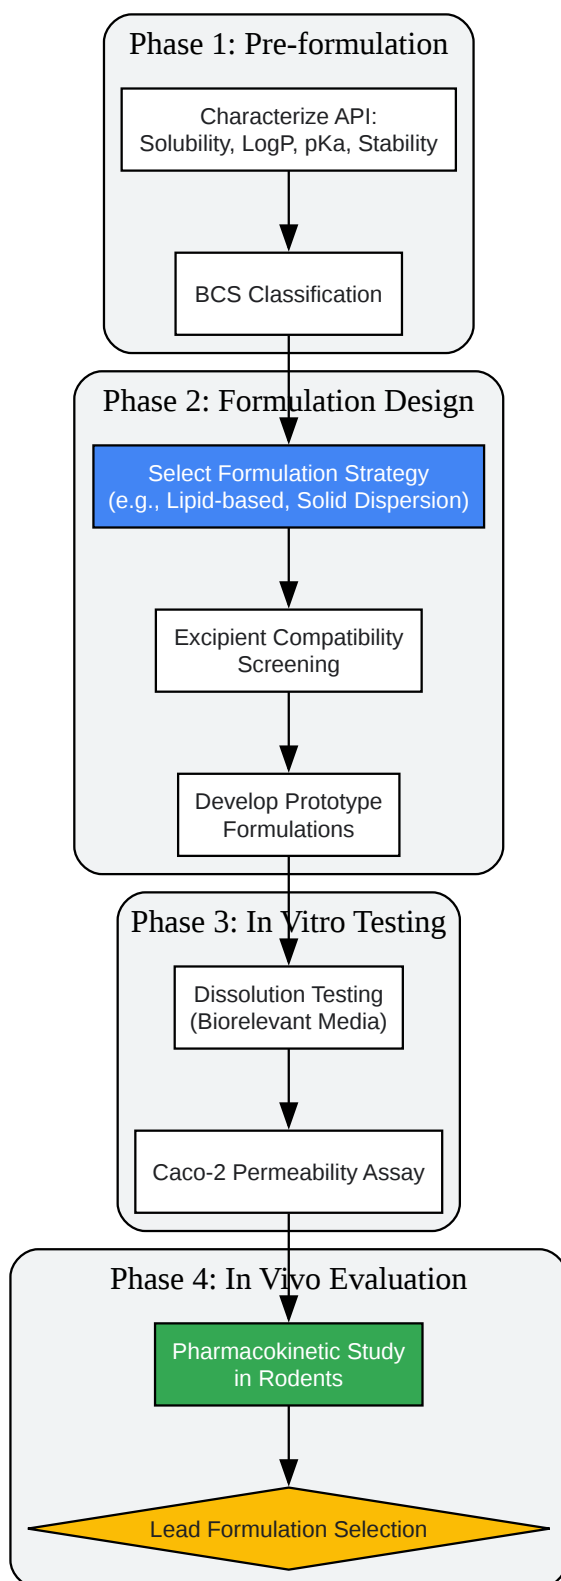 Phase 1: Pre-formulation
Characterize API:
Solubility, LogP, pKa, Stability
BCS Classification
Phase 2: Formulation Design
Select Formulation Strategy
(e.g., Lipid-based, Solid Dispersion)
Excipient Compatibility
Screening
Develop Prototype
Formulations
Phase 3: In Vitro Testing
Dissolution Testing
(Biorelevant Media)
Caco-2 Permeability Assay
Phase 4: In Vivo Evaluation
Pharmacokinetic Study
in Rodents
Lead Formulation Selection